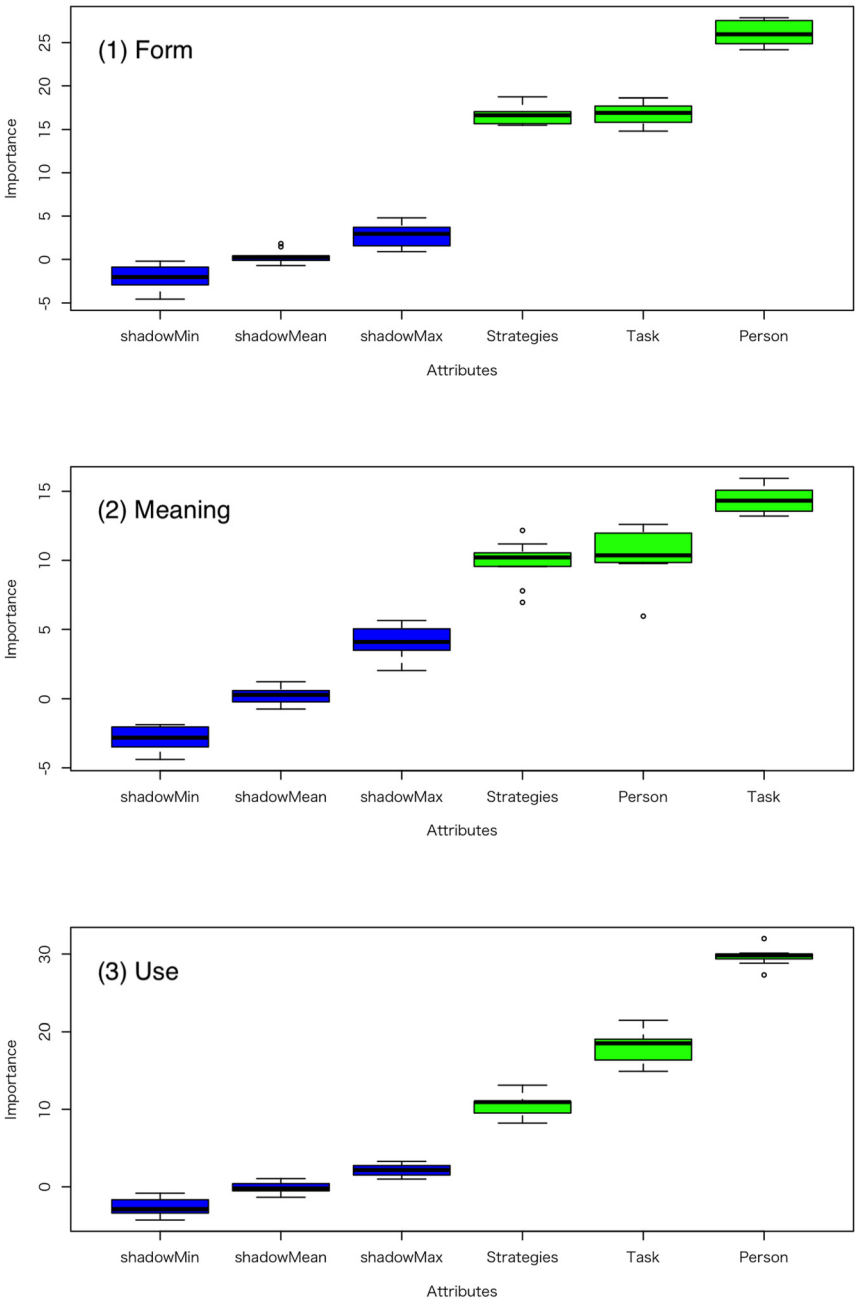 (1) Form
Importance
25
20
15
10
5
0
-5
shadowMin shadowMean shadowMax Strategies Task Person
Attributes
(2) Meaning
Importance
15
10
5
0
-5
shadowMin shadowMean shadowMax Strategies Person Task
Attributes
(3) Use
Importance
30
20
10
0
shadowMin shadowMean shadowMax Strategies Task Person
Attributes